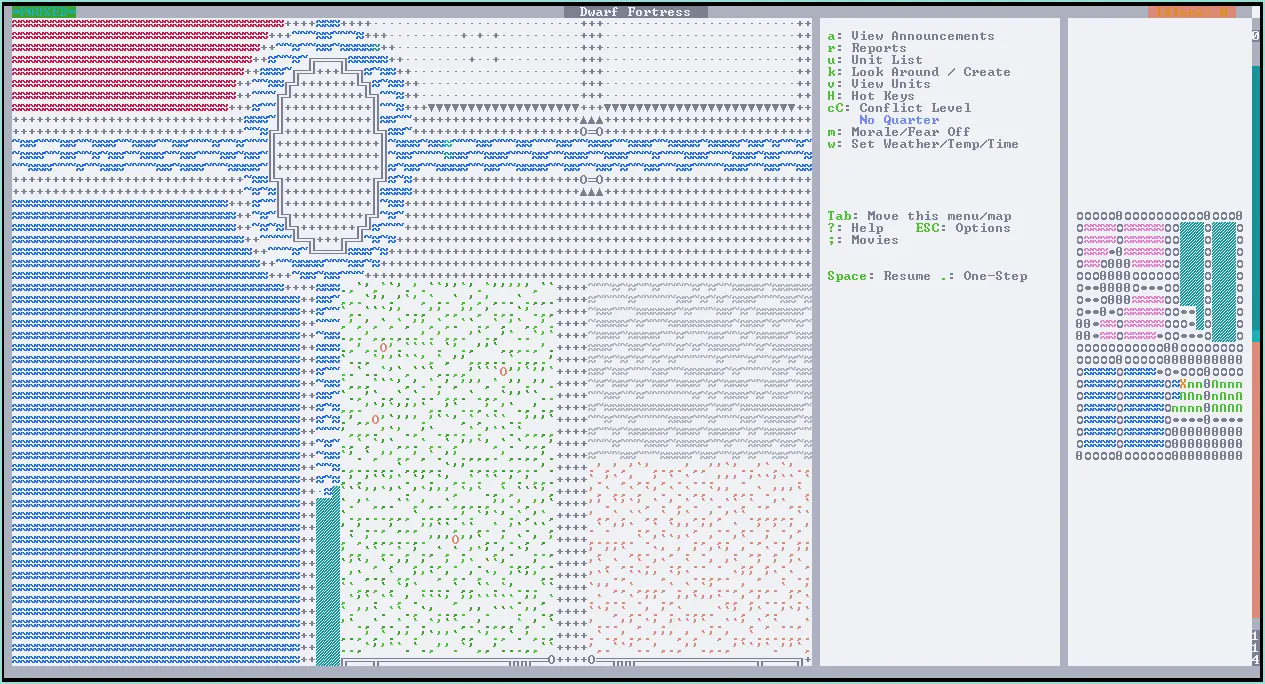 *PAUSED*
Dwarf Fortress
a: View Announcements
r: Reports
u: Unit List
k: Look Around / Create
v: View Units
H: Hot Keys
cC: Conflict Level
No Quarter
m: Morale/Fear Off
w: Set Weather/Temp/Time
Tab: Move this menu/map
?: Help ESC: Options
;: Movies
Space: Resume .: One-Step